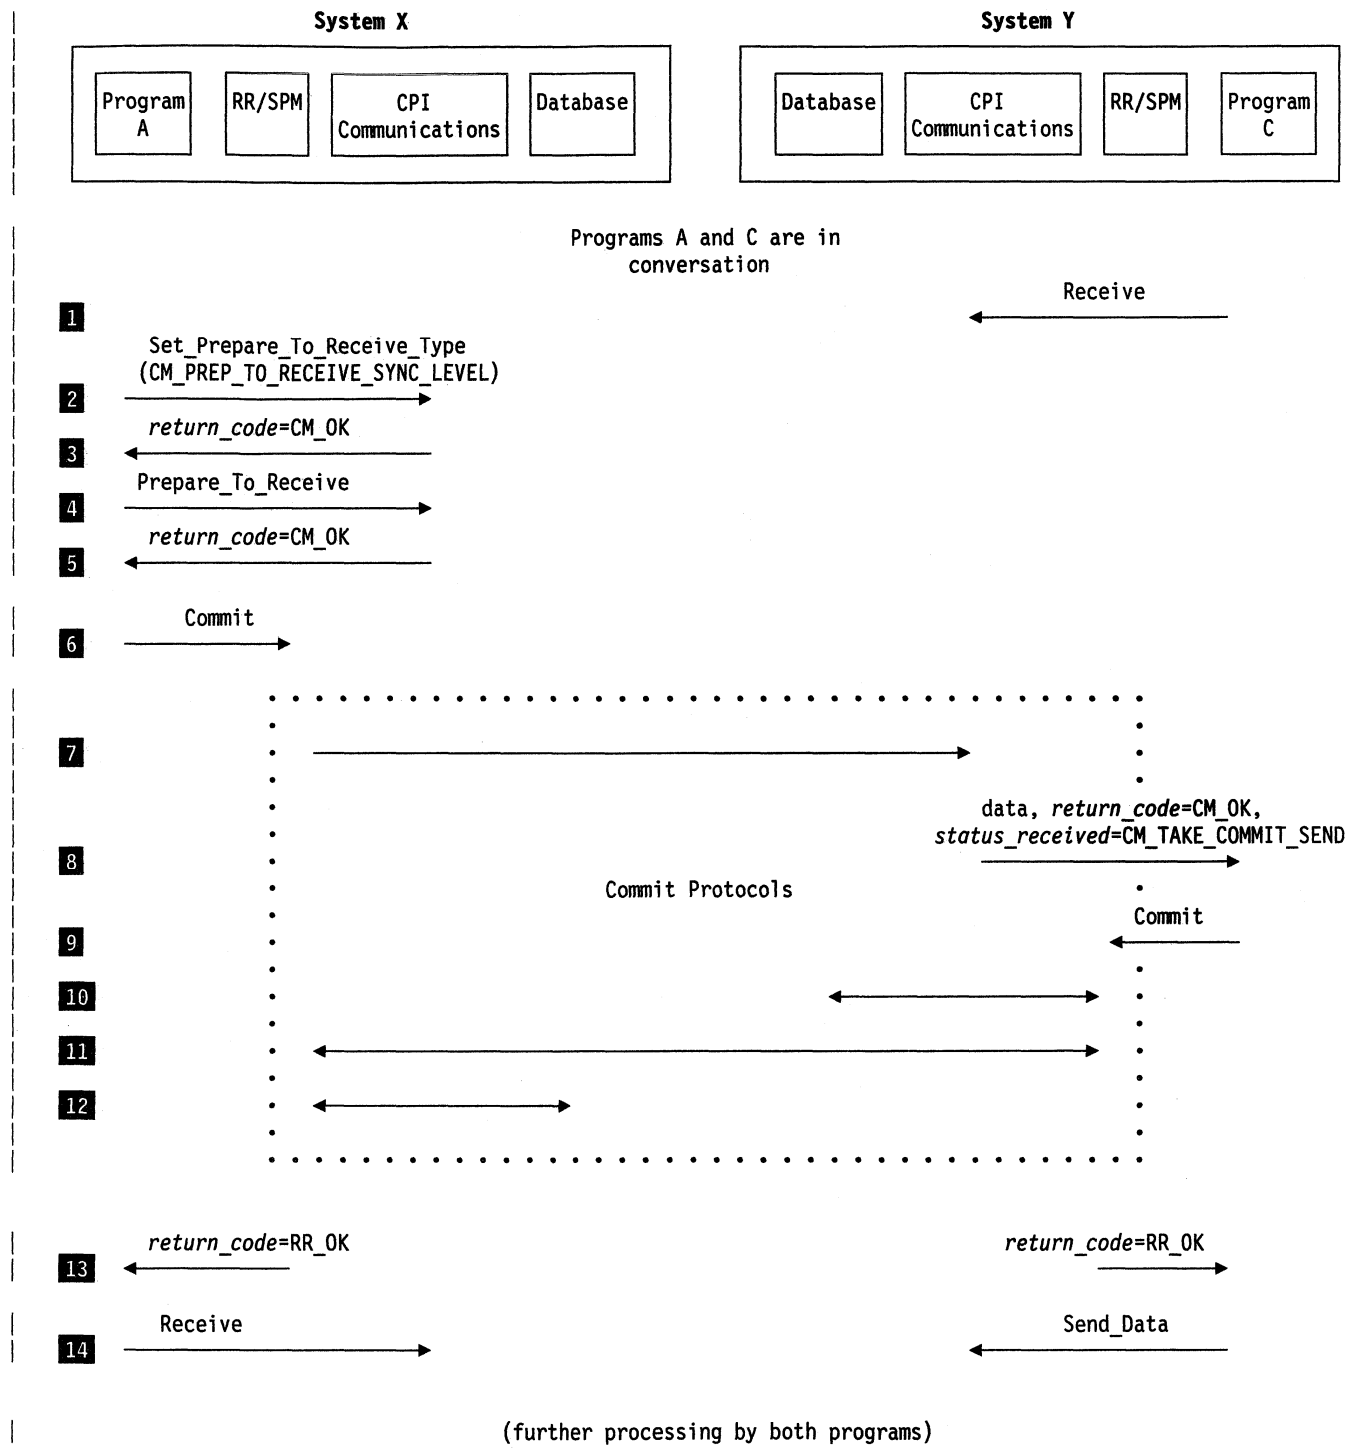 System X
System Y
Program A
RR/SPM
CPI Communications
Database
Database
CPI Communications
RR/SPM
Program C
Programs A and C are in
conversation
Receive
1
Set_Prepare_To_Receive_Type
(CM_PREP_TO_RECEIVE_SYNC_LEVEL)
2
return_code=CM_OK
3
Prepare_To_Receive
4
return_code=CM_OK
5
Commit
6
7
data, return_code=CM_OK,
status_received=CM_TAKE_COMMIT_SEND
8
Commit Protocols
Commit
9
10
11
12
return_code=RR_OK
return_code=RR_OK
13
Receive
Send_Data
14
(further processing by both programs)